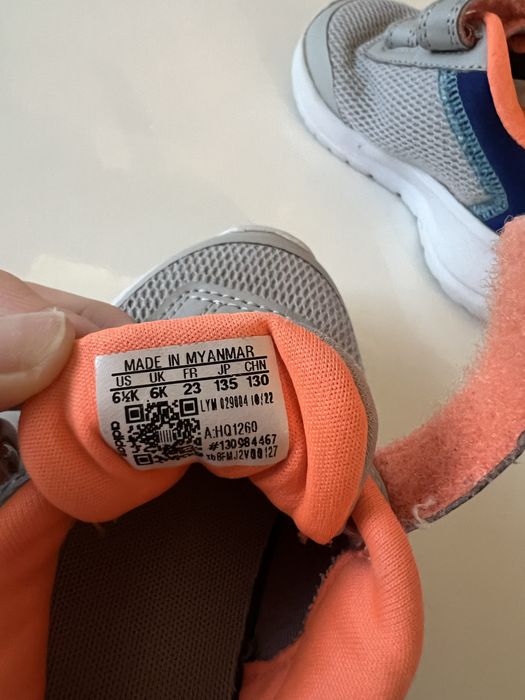 MADE IN MYANMAR
US UK FR JP CHN
6½K 6K 23 135 130
LYM 029004 10/22
A:HQ1260
#130984467